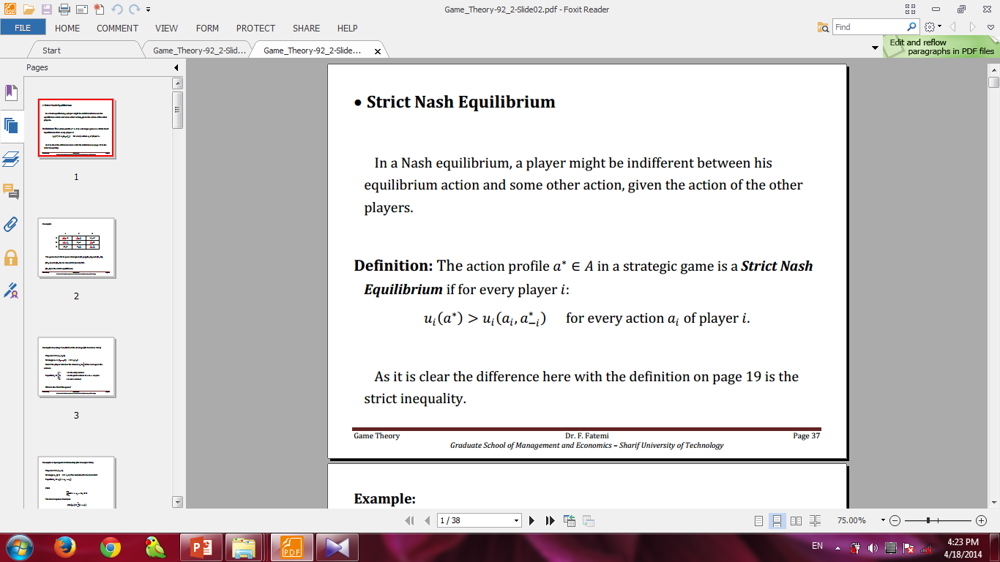 Game_Theory-92_2-Slide02.pdf - Foxit Reader
FILE HOME COMMENT VIEW FORM PROTECT SHARE HELP
Find
Edit and reflow
paragraphs in PDF files
Start Game_Theory-92_2-Slid... Game_Theory-92_2-Slide...
Pages
1
2
3
• Strict Nash Equilibrium
In a Nash equilibrium, a player might be indifferent between his
equilibrium action and some other action, given the action of the other
players.
Definition: The action profile a* ∈ A in a strategic game is a Strict Nash
Equilibrium if for every player i:
uᵢ(a*) > uᵢ(aᵢ, a*₋ᵢ) for every action aᵢ of player i.
As it is clear the difference here with the definition on page 19 is the
strict inequality.
Game Theory Dr. F. Fatemi Page 37
Graduate School of Management and Economics – Sharif University of Technology
Example:
1 / 38
75.00%
EN
4:23 PM
4/18/2014